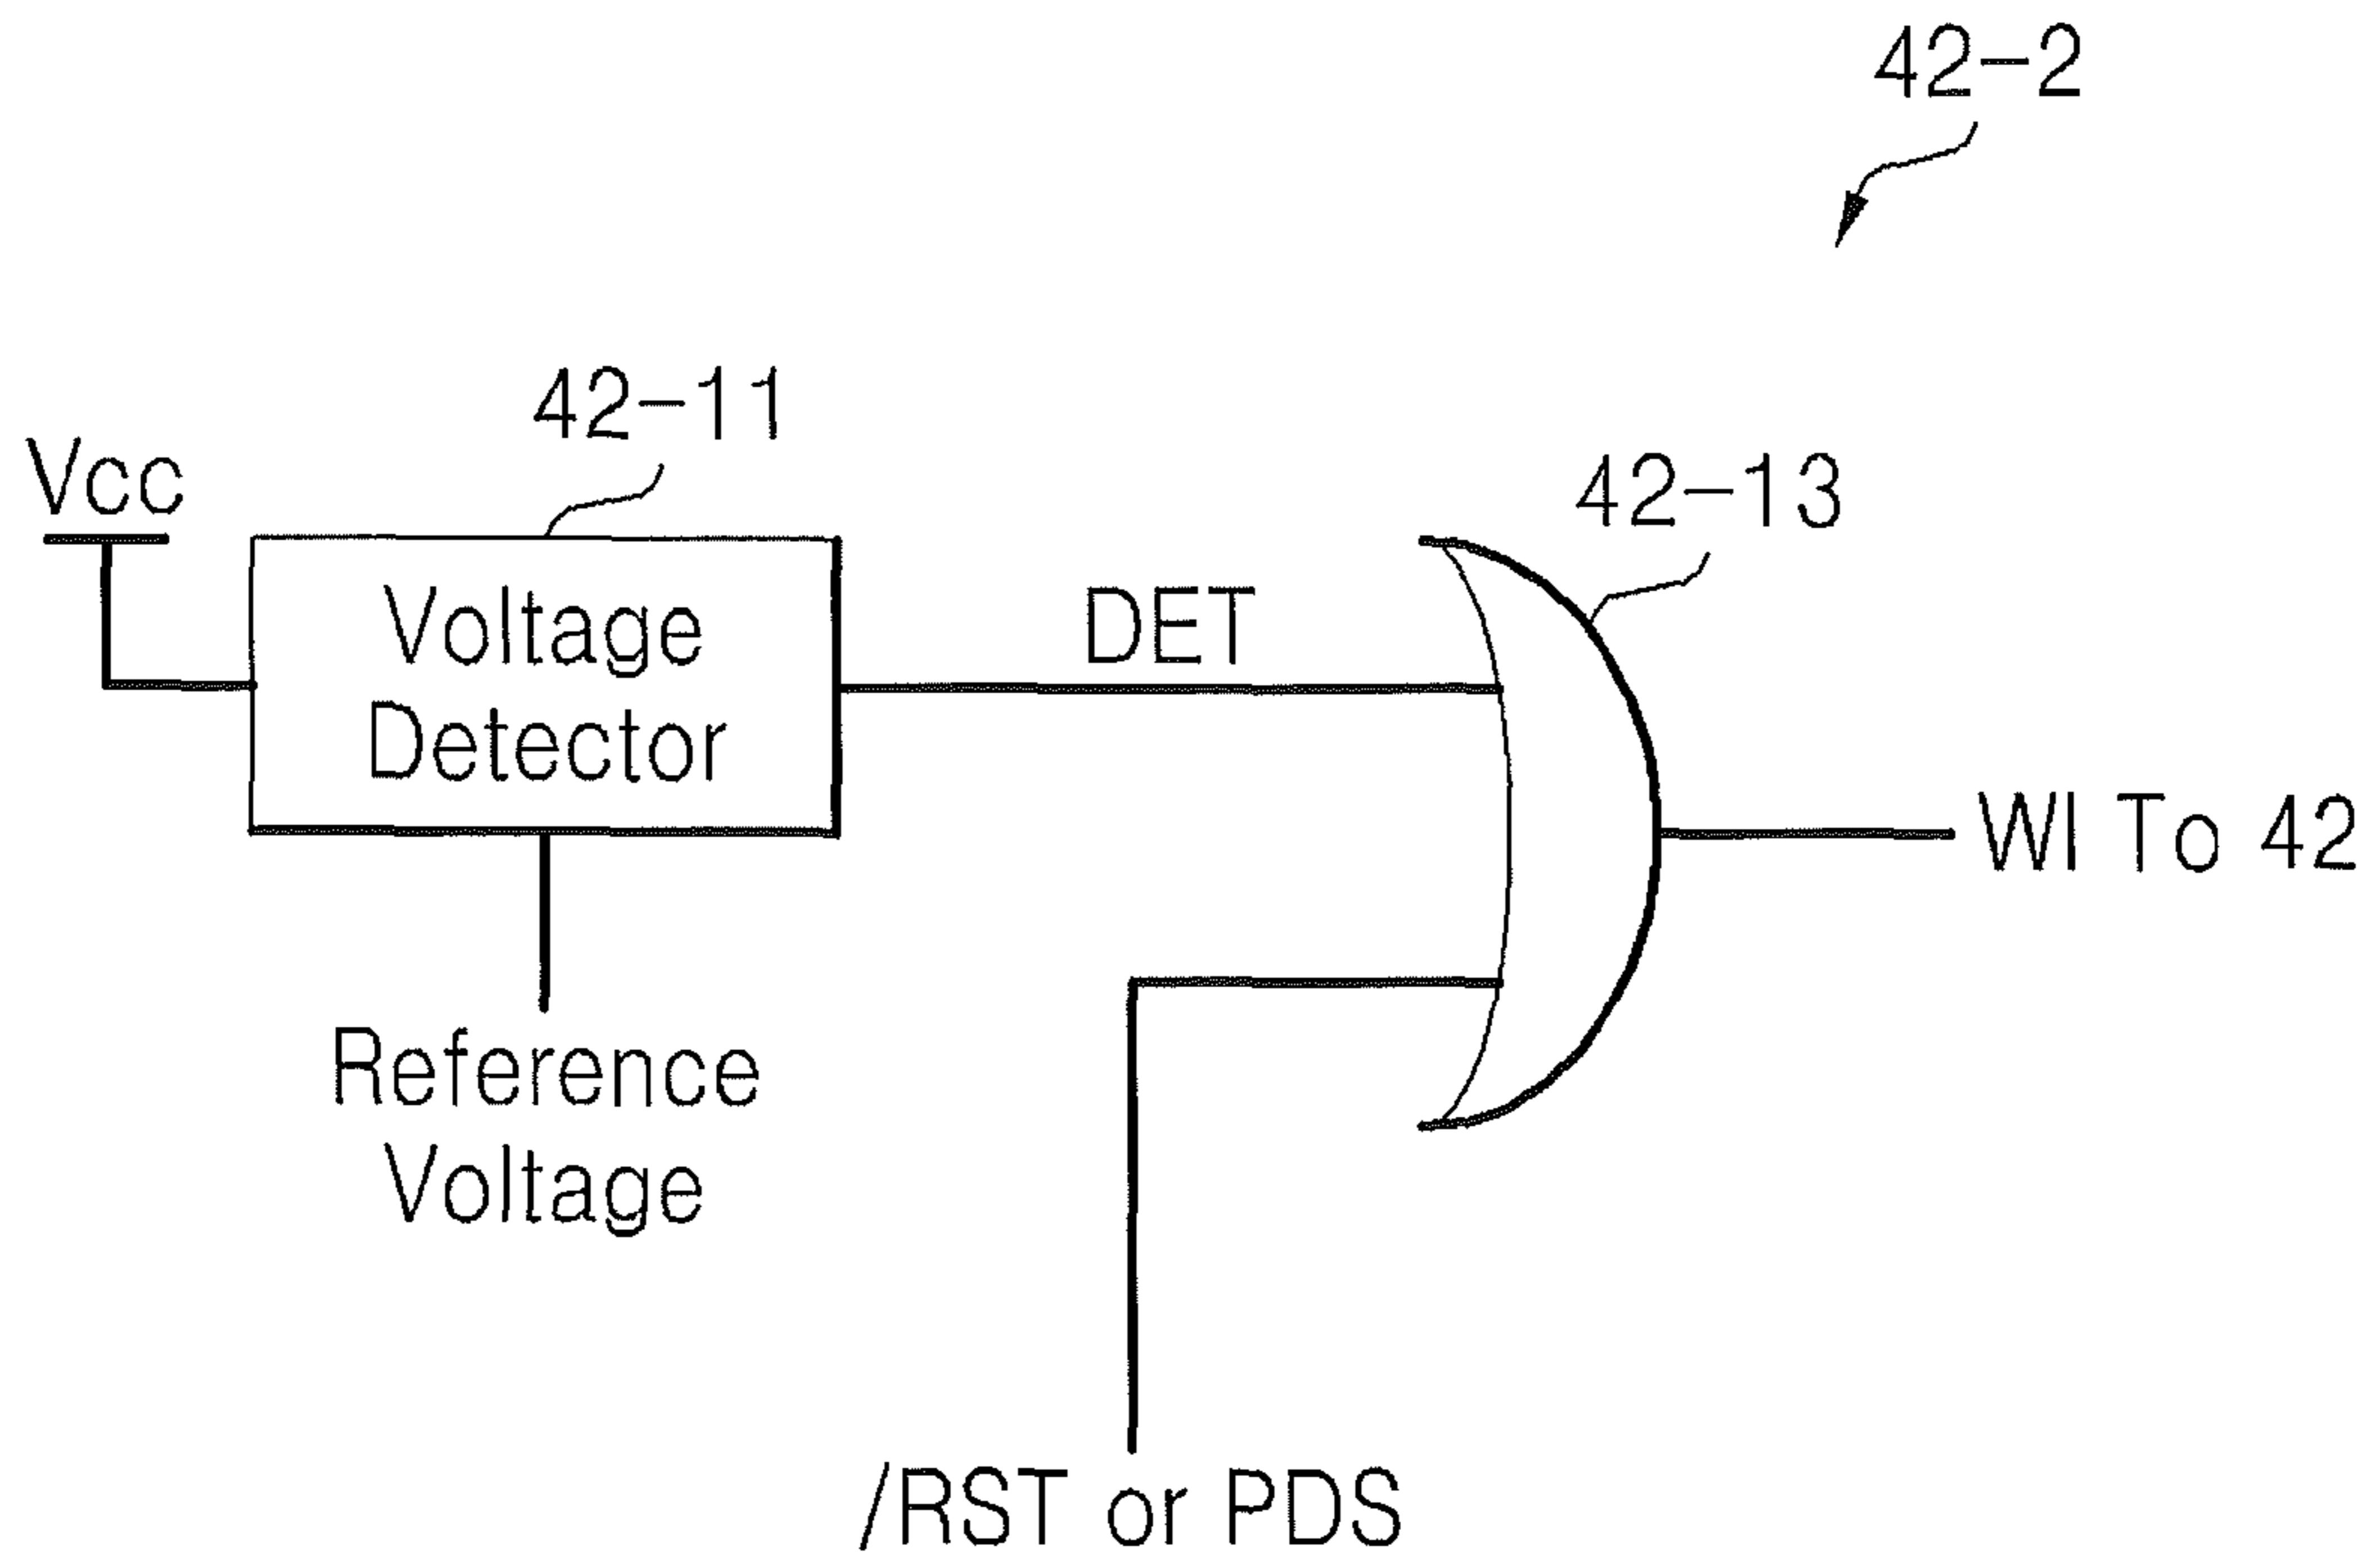 42-2
42-11
Vcc
42-13
Voltage
Detector
DET
WI To 42
Reference
Voltage
/RST or PDS